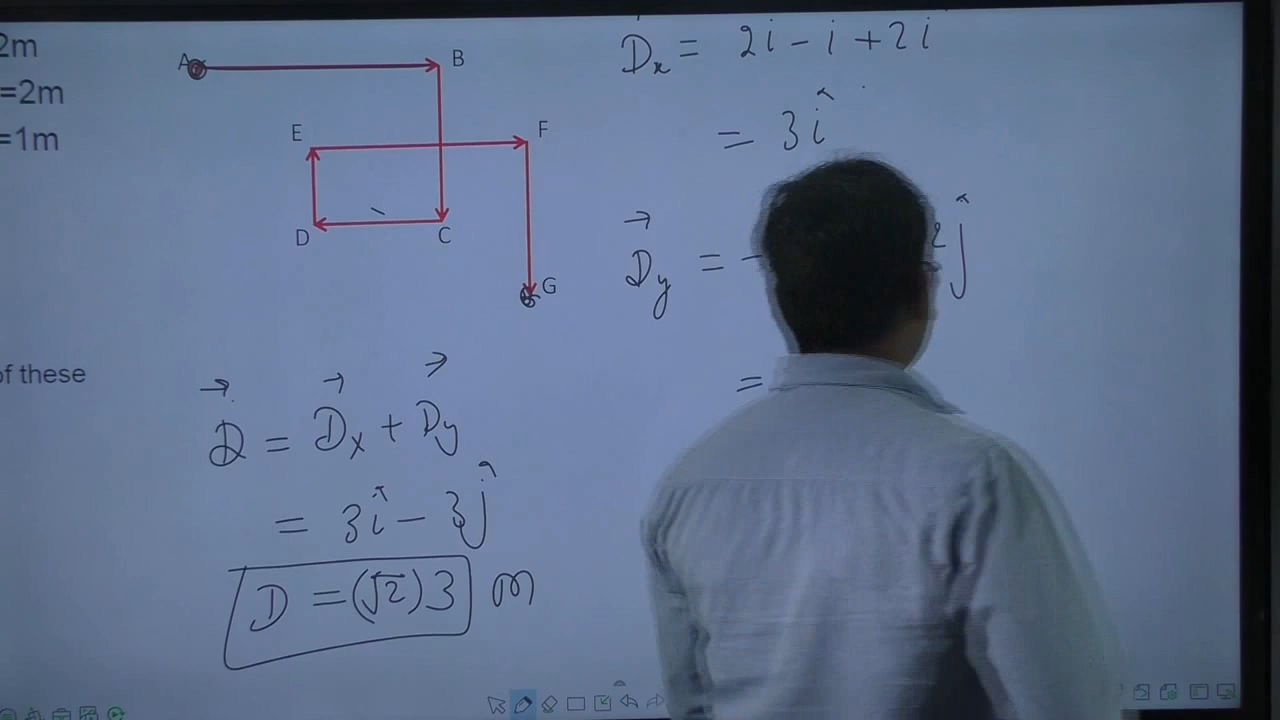 2m
=2m
=1m
A
B
E
F
D
C
G
of these
D = Dx + Dy
= 3î - 3ĵ
D = (√2)3 m
Dx = 2i - i + 2i
= 3î
Dy = - 2ĵ
=